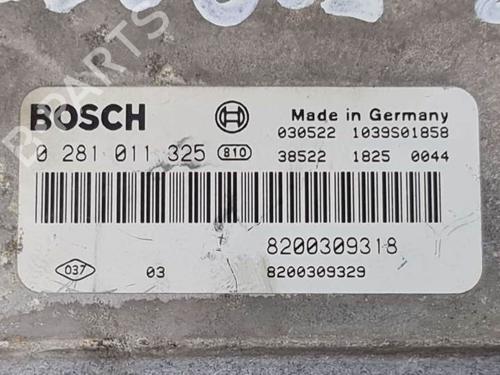 BOSCH
Made in Germany
030522 1039S01858
0 281 011 325 810
38522 1825 0044
8200309318
037 03 8200309329